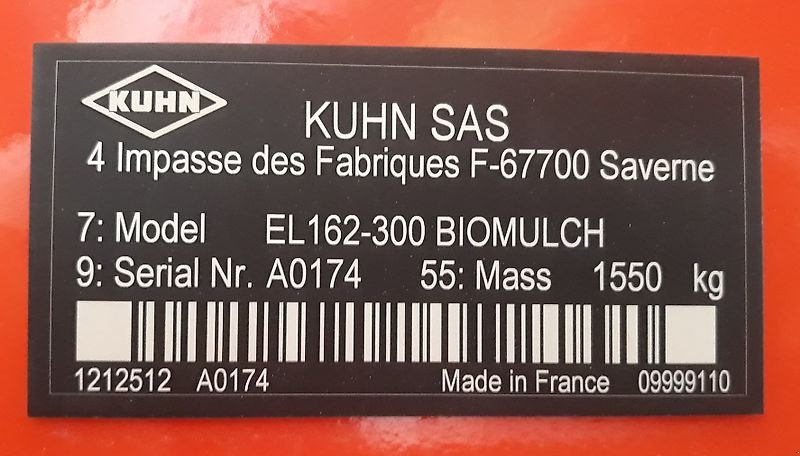 KUHN
KUHN SAS
4 Impasse des Fabriques F-67700 Saverne
7: Model EL162-300 BIOMULCH
9: Serial Nr. A0174 55: Mass 1550 kg
1212512 A0174 Made in France 09999110